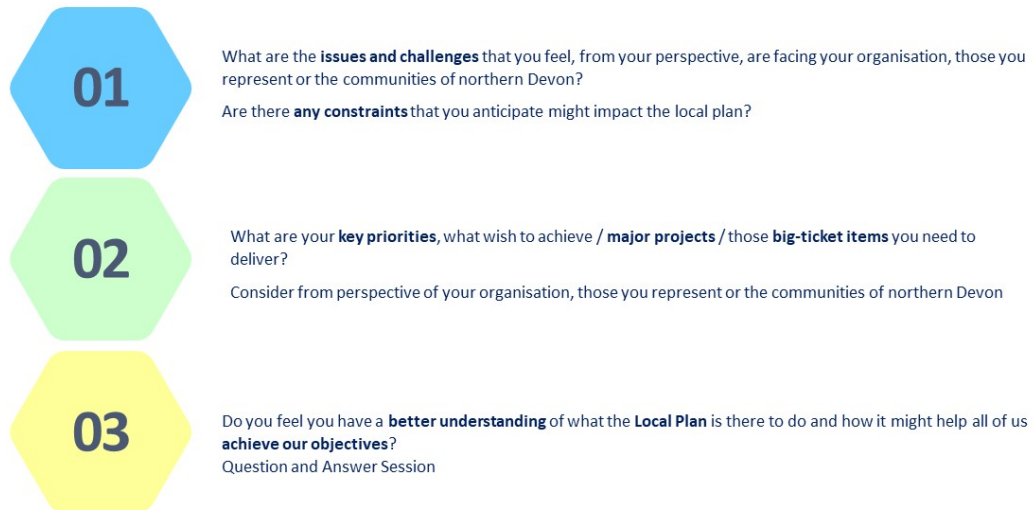 01
What are the issues and challenges that you feel, from your perspective, are facing your organisation, those you
represent or the communities of northern Devon?
Are there any constraints that you anticipate might impact the local plan?
02
What are your key priorities, what wish to achieve / major projects / those big-ticket items you need to
deliver?
Consider from perspective of your organisation, those you represent or the communities of northern Devon
03
Do you feel you have a better understanding of what the Local Plan is there to do and how it might help all of us
achieve our objectives?
Question and Answer Session